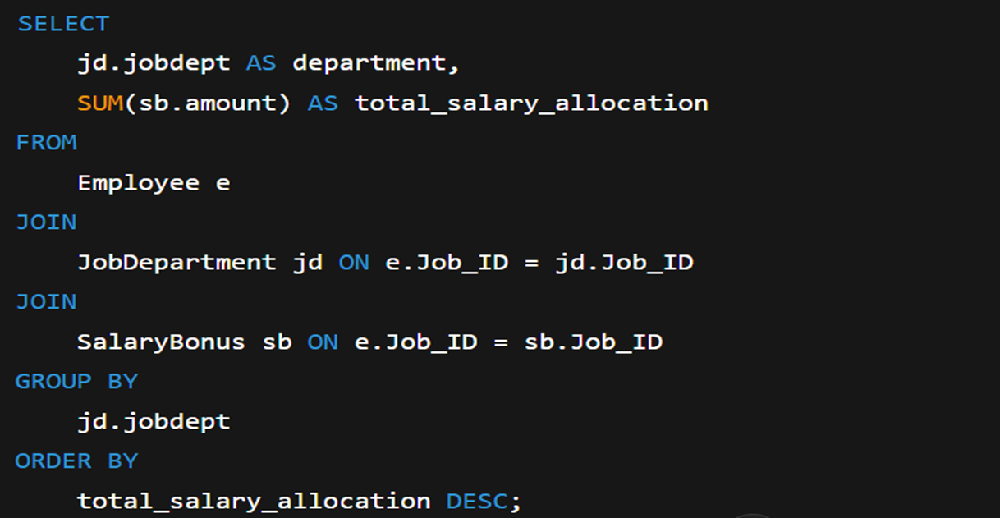 SELECT
    jd.jobdept AS department,
    SUM(sb.amount) AS total_salary_allocation
FROM
    Employee e
JOIN
    JobDepartment jd ON e.Job_ID = jd.Job_ID
JOIN
    SalaryBonus sb ON e.Job_ID = sb.Job_ID
GROUP BY
    jd.jobdept
ORDER BY
    total_salary_allocation DESC;